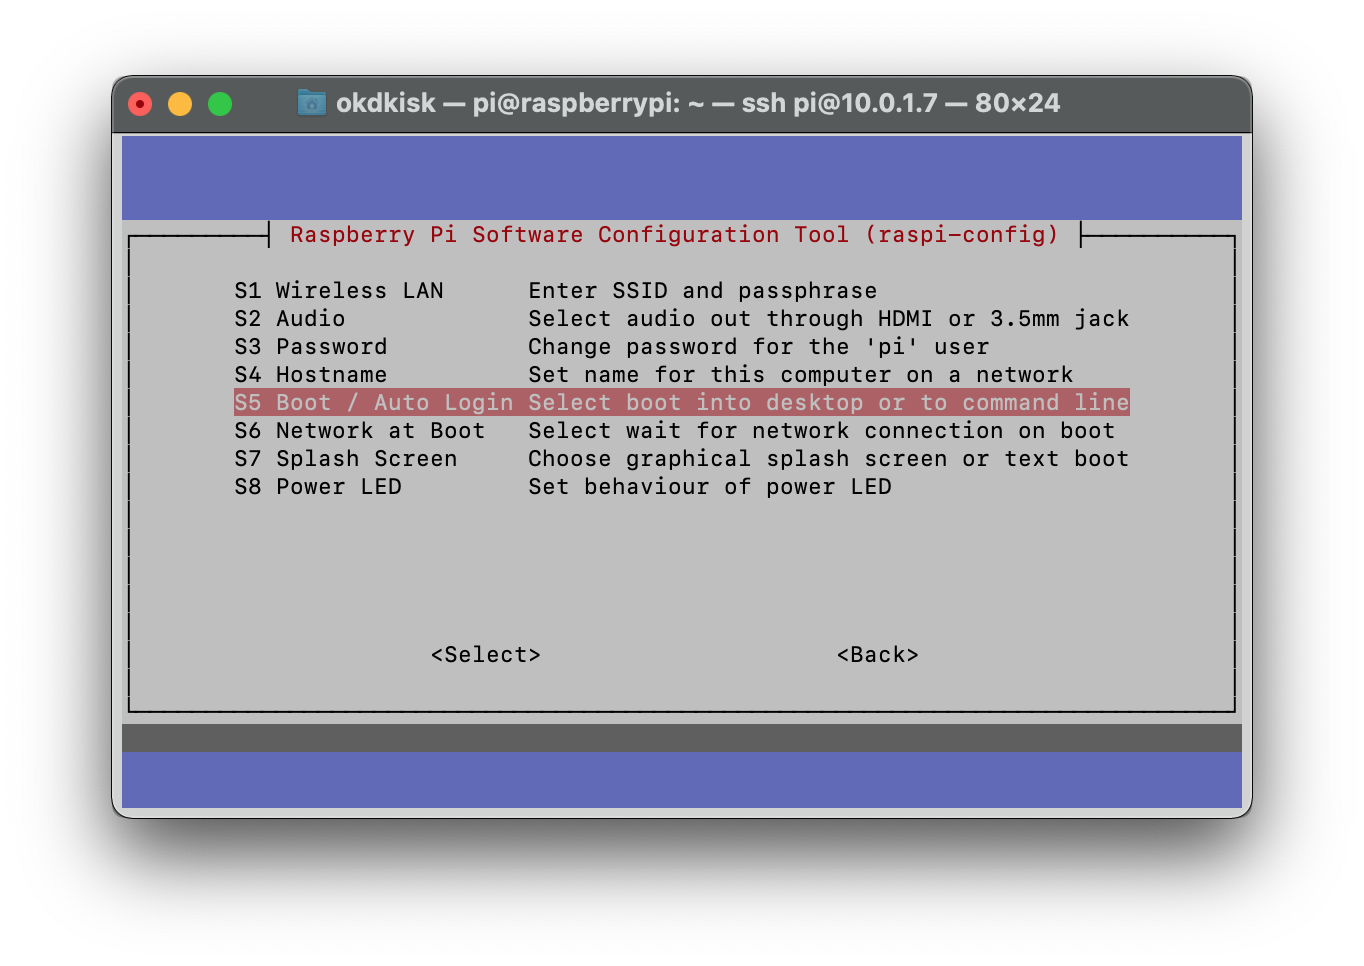 okdkisk — pi@raspberrypi: ~ — ssh pi@10.0.1.7 — 80×24
Raspberry Pi Software Configuration Tool (raspi-config)
S1 Wireless LAN Enter SSID and passphrase
S2 Audio Select audio out through HDMI or 3.5mm jack
S3 Password Change password for the 'pi' user
S4 Hostname Set name for this computer on a network
S5 Boot / Auto Login Select boot into desktop or to command line
S6 Network at Boot Select wait for network connection on boot
S7 Splash Screen Choose graphical splash screen or text boot
S8 Power LED Set behaviour of power LED
<Select> <Back>